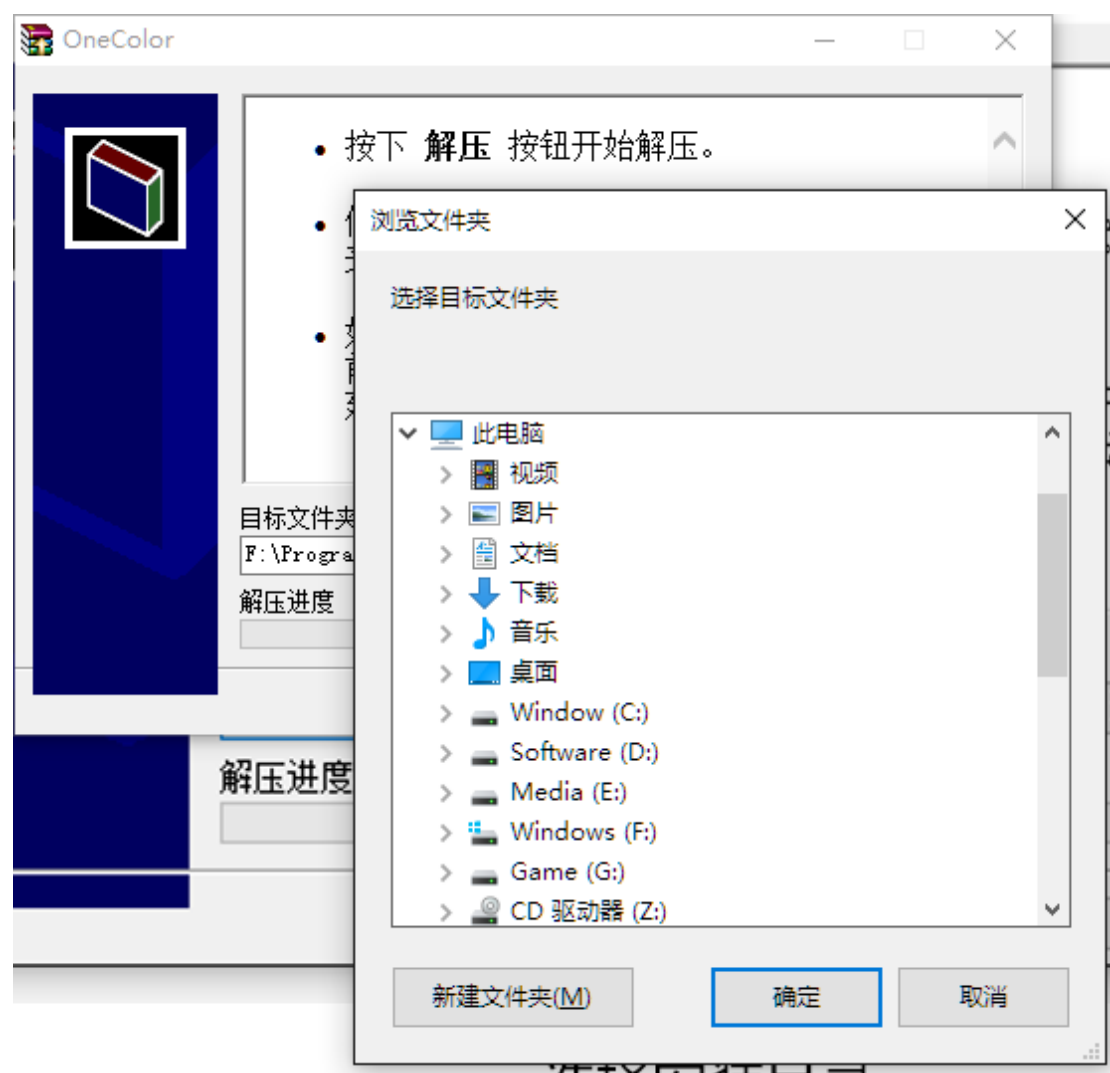 OneColor
按下 解压 按钮开始解压。
目标文件夹
F:\Progra
解压进度
浏览文件夹
选择目标文件夹
此电脑
视频
图片
文档
下载
音乐
桌面
Window (C:)
Software (D:)
Media (E:)
Windows (F:)
Game (G:)
CD 驱动器 (Z:)
新建文件夹(M)
确定
取消
解压进度